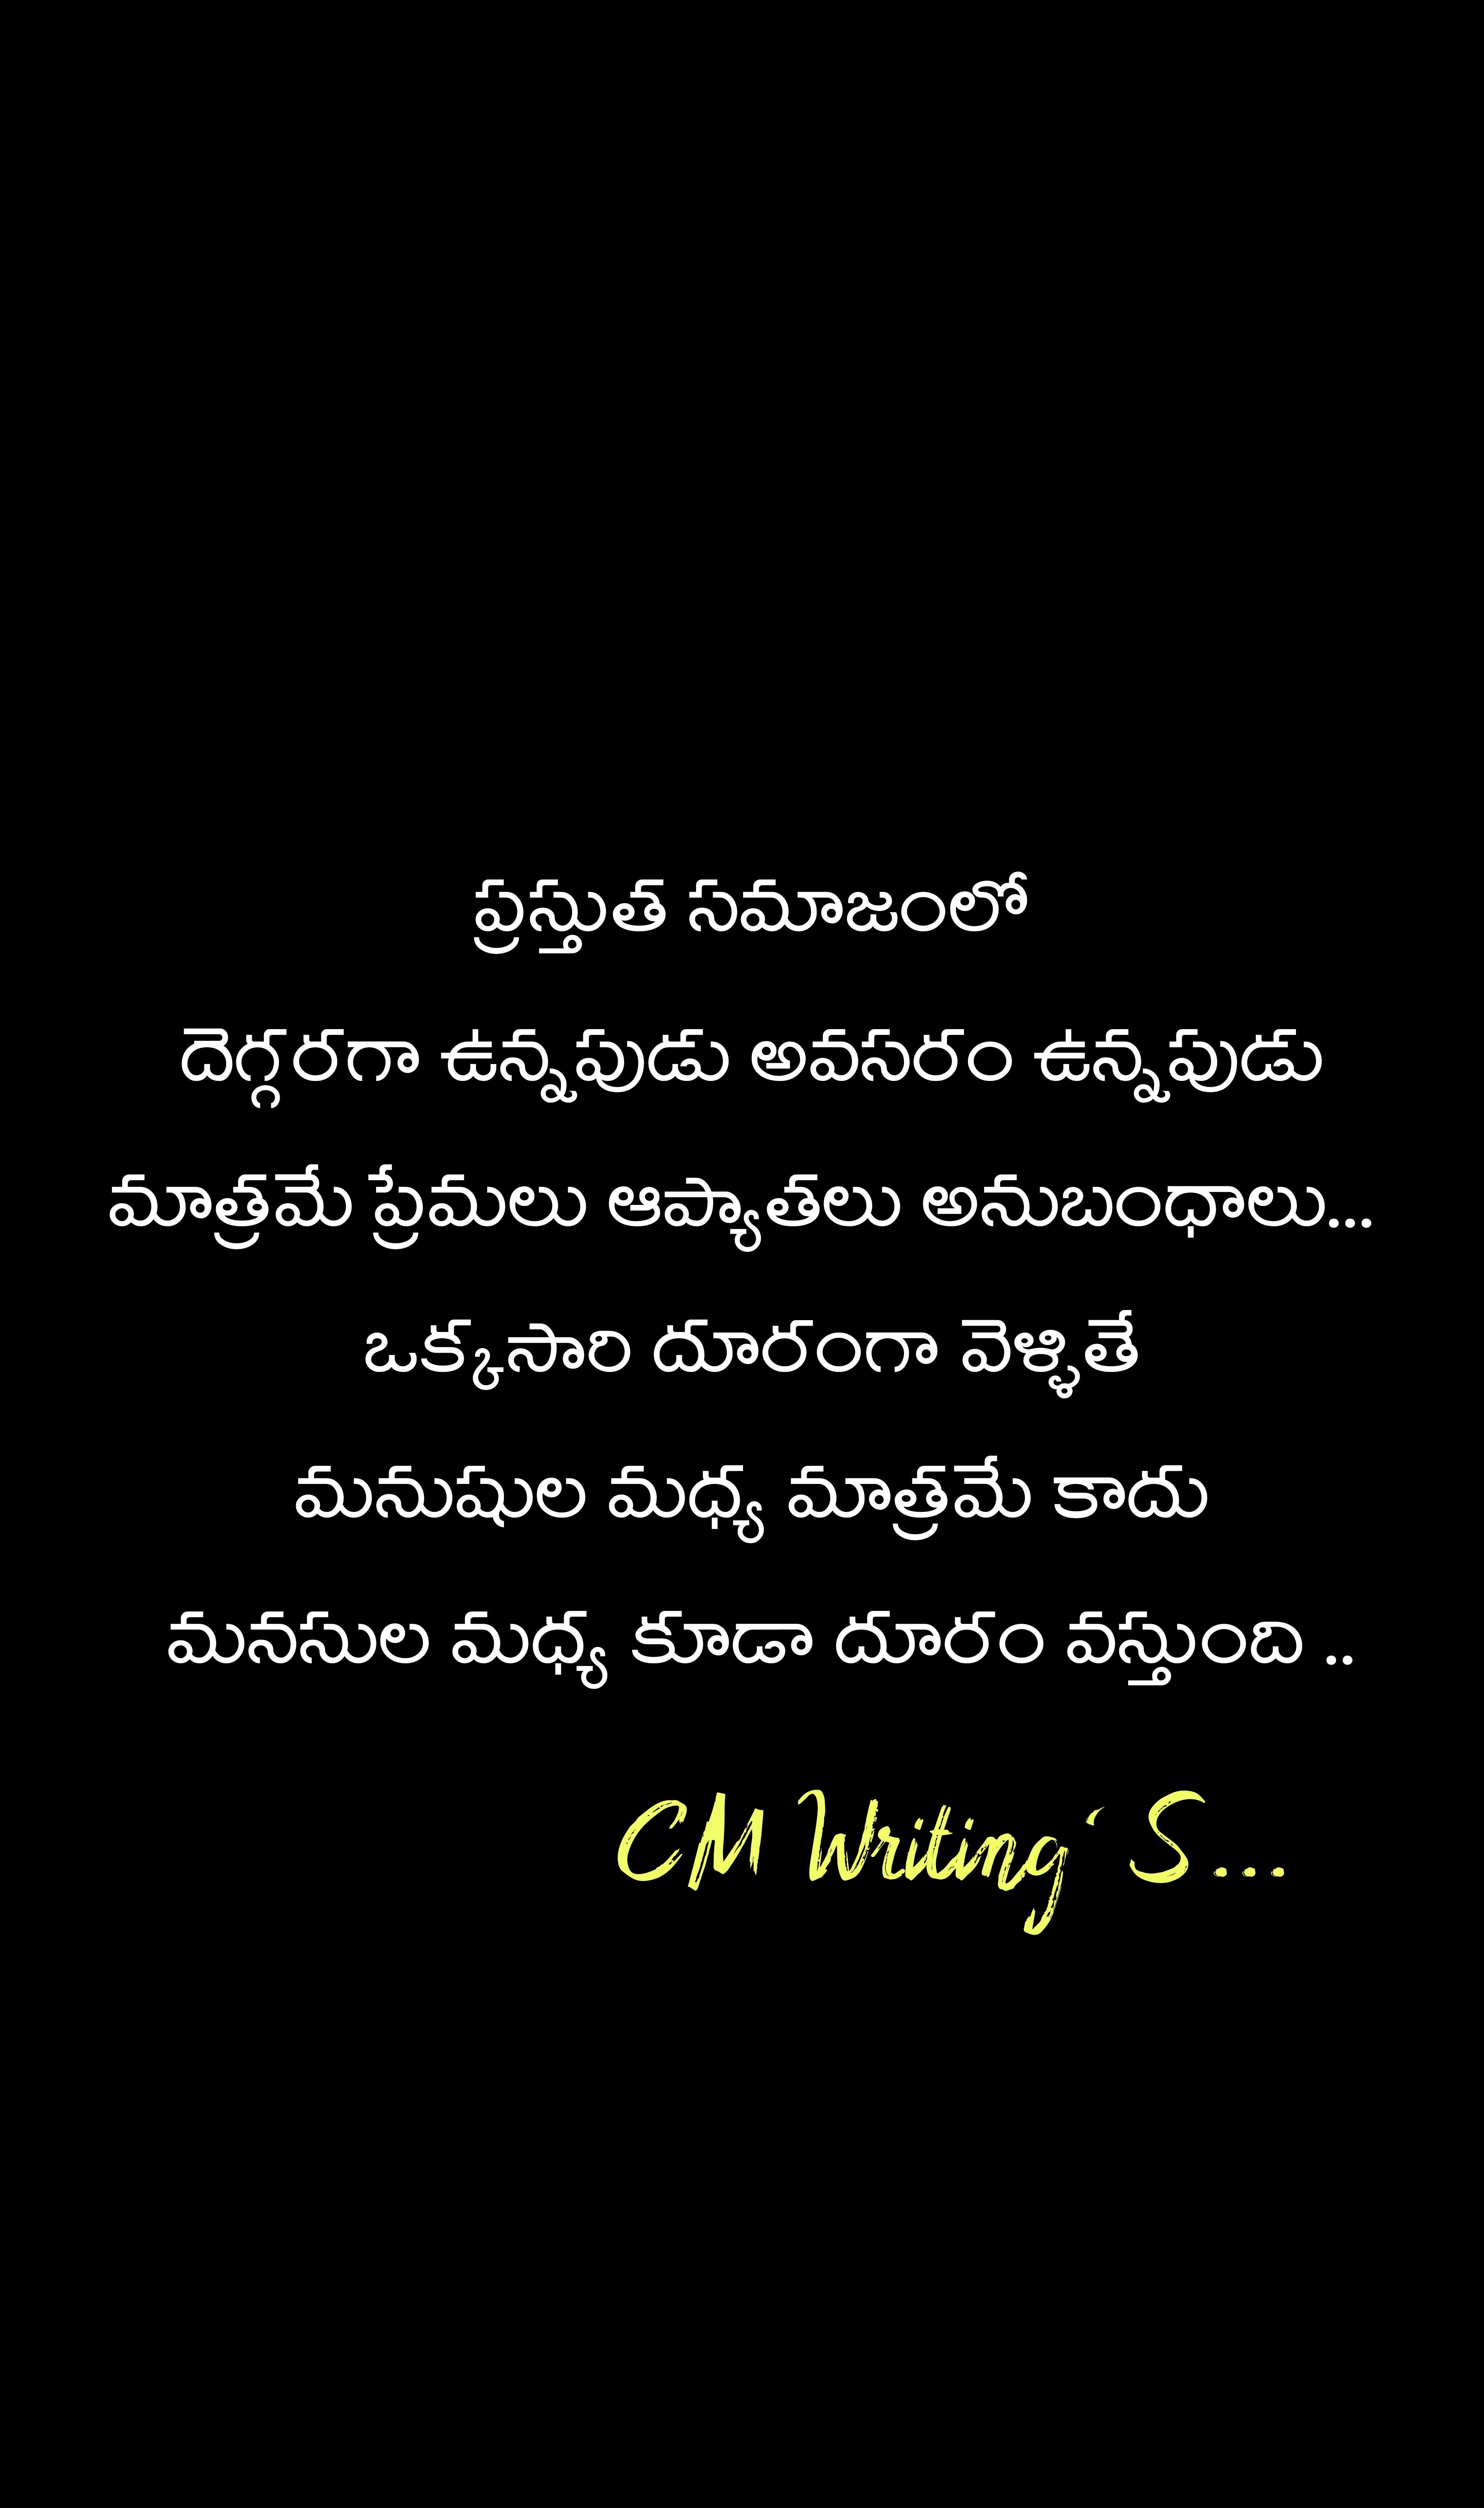 ప్రస్తుత సమాజంలో
దెగ్గరగా ఉన్నపుడు అవసరం ఉన్నపుడు
మాత్రమే ప్రేమలు ఆప్యాతలు అనుబంధాలు...
ఒక్కసారి దూరంగా వెళ్ళితే
మనుషుల మధ్య మాత్రమే కాదు
మనసుల మధ్య కూడా దూరం వస్తుంది ..
CM Writing' S...